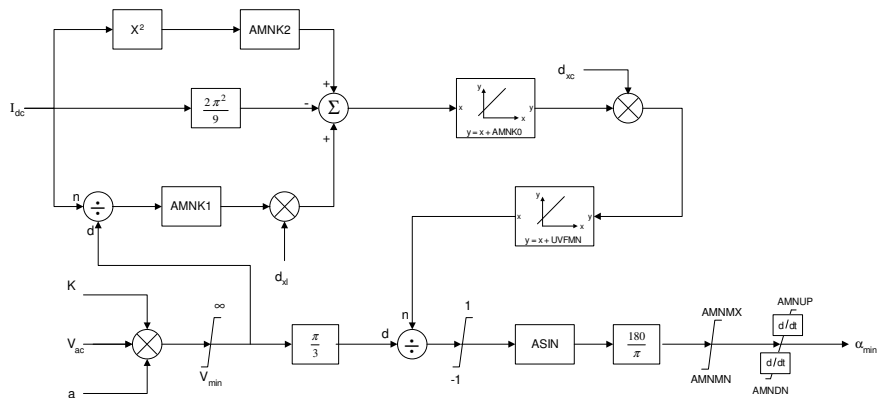 X²
AMNK2
d_xc
+
I_dc
2π²
9
-
Σ
y
x
x
y
y = x + AMNK0
+
n
÷
AMNK1
d
d_xl
y
x
x
y
y = x + UVFMN
K
∞
n
1
AMNMX
AMNUP
d/dt
V_ac
π
3
d
÷
ASIN
180
π
α_min
V_min
-1
AMNMN
d/dt
AMNDN
a